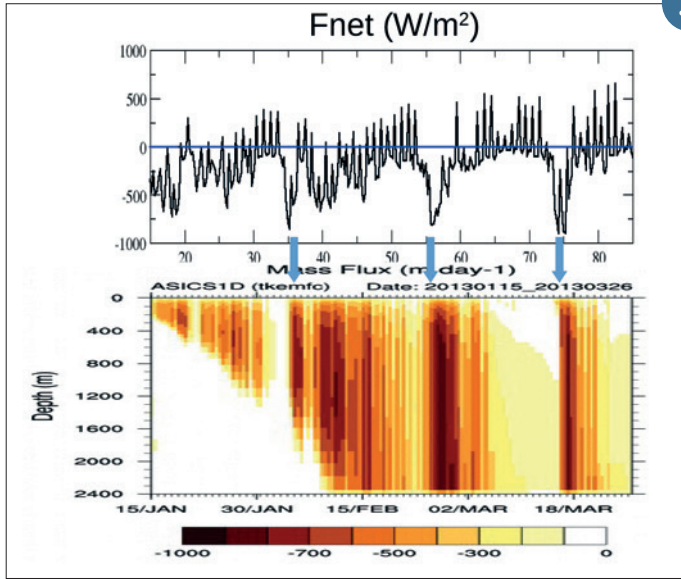 Fnet (W/m²)
1000
500
0
-500
-1000
20 30 40 50 60 70 80
Mass Flux (m.day-1)
ASICS1D (tkemfc) Date: 20130115_20130326
0
400
800
1200
1600
2000
2400
Depth (m)
15/JAN 30/JAN 15/FEB 02/MAR 18/MAR
-1000 -700 -500 -300 0